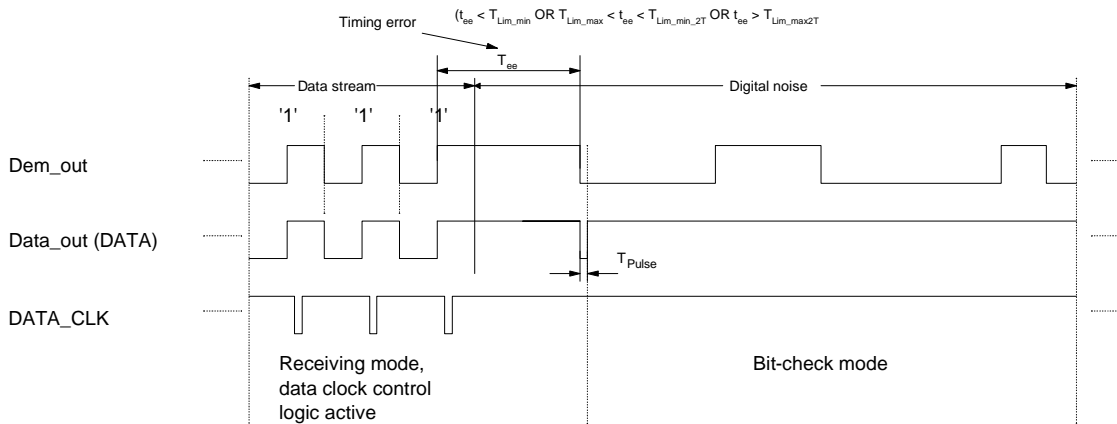 (tee < TLim_min OR TLim_max < tee < TLim_min_2T OR tee > TLim_max2T
Timing error
Tee
Data stream
Digital noise
'1' '1' '1'
Dem_out
Data_out (DATA)
TPulse
DATA_CLK
Receiving mode,
data clock control
logic active
Bit-check mode